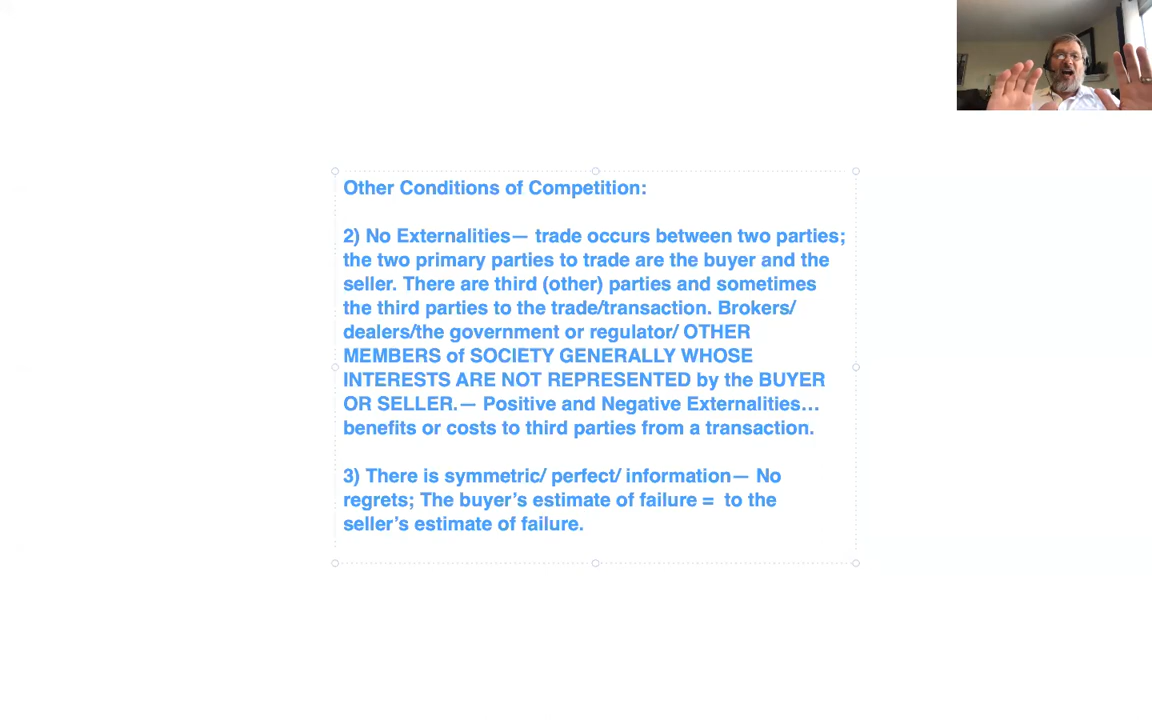 Other Conditions of Competition:
2) No Externalities— trade occurs between two parties;
the two primary parties to trade are the buyer and the
seller. There are third (other) parties and sometimes
the third parties to the trade/transaction. Brokers/
dealers/the government or regulator/ OTHER
MEMBERS of SOCIETY GENERALLY WHOSE
INTERESTS ARE NOT REPRESENTED by the BUYER
OR SELLER.— Positive and Negative Externalities…
benefits or costs to third parties from a transaction.
3) There is symmetric/ perfect/ information— No
regrets; The buyer’s estimate of failure =  to the
seller’s estimate of failure.